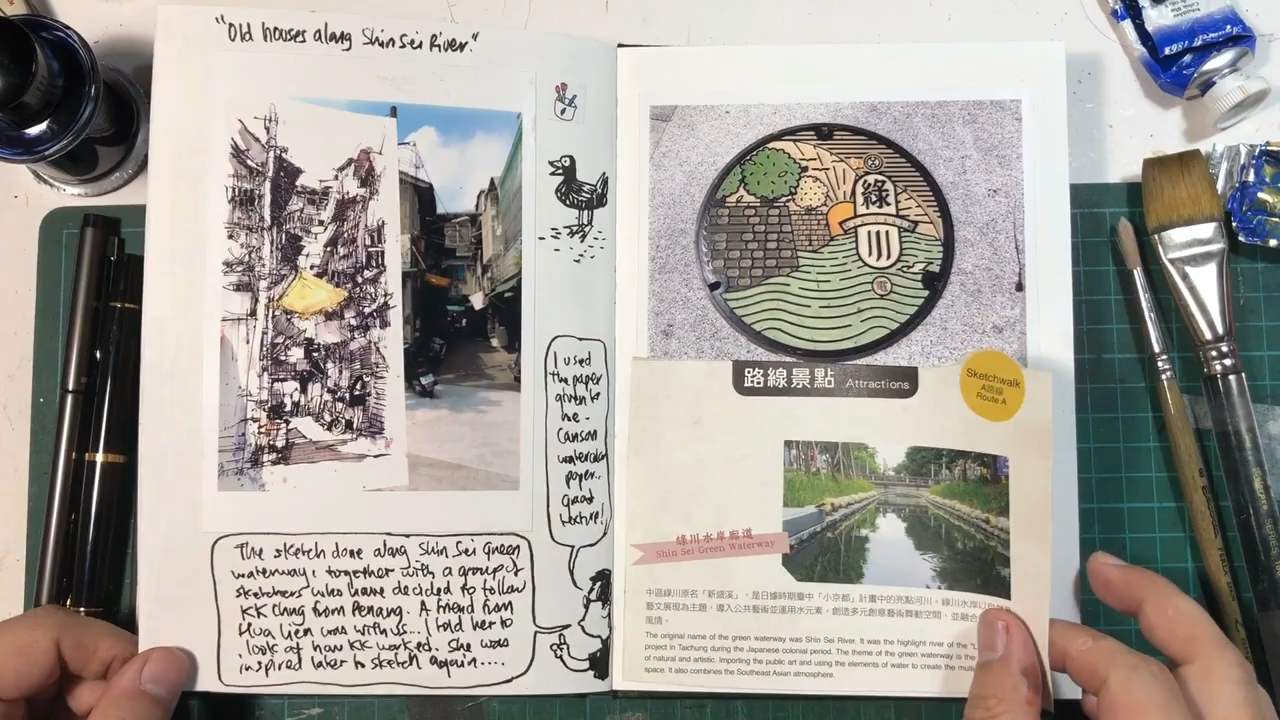 "Old houses along Shin Sei River."
I used
the paper
given to
me -
Canson
watercolor
paper..
Good
texture!
The sketch done along Shin Sei Green
waterway, together with a group of
sketchers who have decided to follow
KK Chng from Penang. A friend from
Hua Lien was with us... I told her to
look at how KK worked. She was
inspired later to sketch again....
綠
川
電
路線景點 Attractions
Sketchwalk
A路線
Route A
綠川水岸廊道
Shin Sei Green Waterway
中區綠川原名「新盛溪」，是日據時期臺中「小京都」計畫中的亮點河川。綠川水岸以自然
藝文展現為主題，導入公共藝術並運用水元素，創造多元創意藝術舞動空間、並融合
風情。
The original name of the green waterway was Shin Sei River. It was the highlight river of the "L
project in Taichung during the Japanese colonial period. The theme of the green waterway is the
of natural and artistic. Importing the public art and using the elements of water to create the mult
space. It also combines the Southeast Asian atmosphere.